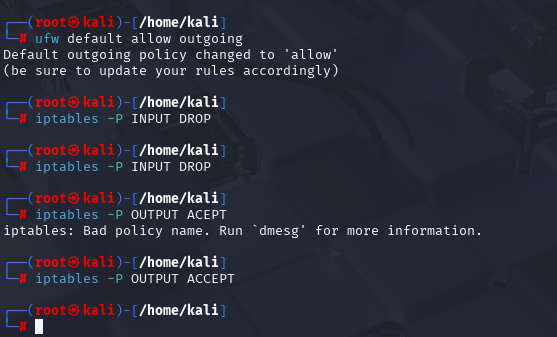 ┌──(root㉿kali)-[/home/kali]
└─# ufw default allow outgoing
Default outgoing policy changed to 'allow'
(be sure to update your rules accordingly)
┌──(root㉿kali)-[/home/kali]
└─# iptables -P INPUT DROP
┌──(root㉿kali)-[/home/kali]
└─# iptables -P INPUT DROP
┌──(root㉿kali)-[/home/kali]
└─# iptables -P OUTPUT ACEPT
iptables: Bad policy name. Run `dmesg' for more information.
┌──(root㉿kali)-[/home/kali]
└─# iptables -P OUTPUT ACCEPT
┌──(root㉿kali)-[/home/kali]
└─#